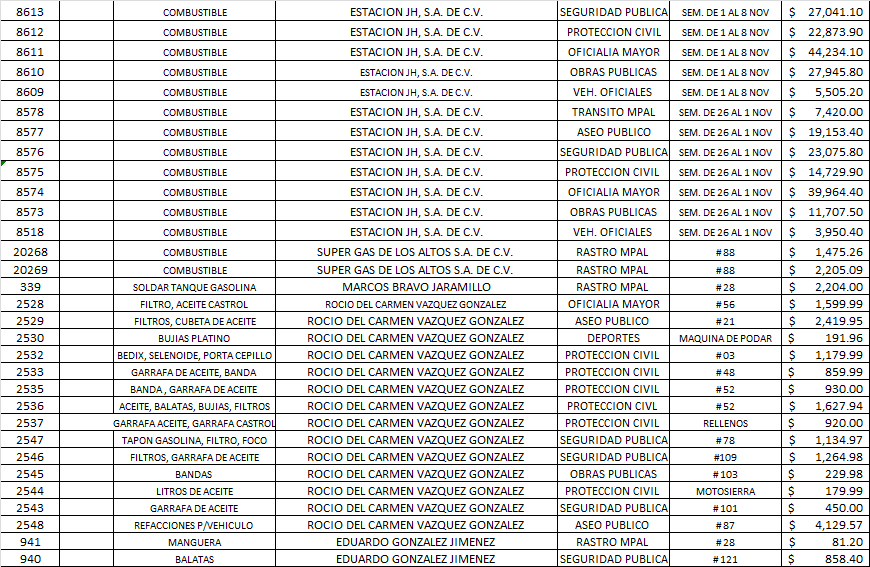 8613 COMBUSTIBLE ESTACION JH, S.A. DE C.V. SEGURIDAD PUBLICA SEM. DE 1 AL 8 NOV $ 27,041.10
8612 COMBUSTIBLE ESTACION JH, S.A. DE C.V. PROTECCION CIVIL SEM. DE 1 AL 8 NOV $ 22,873.90
8611 COMBUSTIBLE ESTACION JH, S.A. DE C.V. OFICIALIA MAYOR SEM. DE 1 AL 8 NOV $ 44,234.10
8610 COMBUSTIBLE ESTACION JH, S.A. DE C.V. OBRAS PUBLICAS SEM. DE 1 AL 8 NOV $ 27,945.80
8609 COMBUSTIBLE ESTACION JH, S.A. DE C.V. VEH. OFICIALES SEM. DE 1 AL 8 NOV $ 5,505.20
8578 COMBUSTIBLE ESTACION JH, S.A. DE C.V. TRANSITO MPAL SEM. DE 26 AL 1 NOV $ 7,420.00
8577 COMBUSTIBLE ESTACION JH, S.A. DE C.V. ASEO PUBLICO SEM. DE 26 AL 1 NOV $ 19,153.40
8576 COMBUSTIBLE ESTACION JH, S.A. DE C.V. SEGURIDAD PUBLICA SEM. DE 26 AL 1 NOV $ 23,075.80
8575 COMBUSTIBLE ESTACION JH, S.A. DE C.V. PROTECCION CIVIL SEM. DE 26 AL 1 NOV $ 14,729.90
8574 COMBUSTIBLE ESTACION JH, S.A. DE C.V. OFICIALIA MAYOR SEM. DE 26 AL 1 NOV $ 39,964.40
8573 COMBUSTIBLE ESTACION JH, S.A. DE C.V. OBRAS PUBLICAS SEM. DE 26 AL 1 NOV $ 11,707.50
8518 COMBUSTIBLE ESTACION JH, S.A. DE C.V. VEH. OFICIALES SEM. DE 26 AL 1 NOV $ 3,950.40
20268 COMBUSTIBLE SUPER GAS DE LOS ALTOS S.A. DE C.V. RASTRO MPAL #88 $ 1,475.26
20269 COMBUSTIBLE SUPER GAS DE LOS ALTOS S.A. DE C.V. RASTRO MPAL #88 $ 2,205.09
339 SOLDAR TANQUE GASOLINA MARCOS BRAVO JARAMILLO RASTRO MPAL #28 $ 2,204.00
2528 FILTRO, ACEITE CASTROL ROCIO DEL CARMEN VAZQUEZ GONZALEZ OFICIALIA MAYOR #56 $ 1,599.99
2529 FILTROS, CUBETA DE ACEITE ROCIO DEL CARMEN VAZQUEZ GONZALEZ ASEO PUBLICO #21 $ 2,419.95
2530 BUJIAS PLATINO ROCIO DEL CARMEN VAZQUEZ GONZALEZ DEPORTES MAQUINA DE PODAR $ 191.96
2532 BEDIX, SELENOIDE, PORTA CEPILLO ROCIO DEL CARMEN VAZQUEZ GONZALEZ PROTECCION CIVIL #03 $ 1,179.99
2533 GARRAFA DE ACEITE, BANDA ROCIO DEL CARMEN VAZQUEZ GONZALEZ PROTECCION CIVIL #48 $ 859.99
2535 BANDA , GARRAFA DE ACEITE ROCIO DEL CARMEN VAZQUEZ GONZALEZ PROTECCION CIVIL #52 $ 930.00
2536 ACEITE, BALATAS, BUJIAS, FILTROS ROCIO DEL CARMEN VAZQUEZ GONZALEZ PROTECCION CIVL #52 $ 1,627.94
2537 GARRAFA ACEITE, GARRAFA CASTROL ROCIO DEL CARMEN VAZQUEZ GONZALEZ PROTECCION CIVIL RELLENOS $ 920.00
2547 TAPON GASOLINA, FILTRO, FOCO ROCIO DEL CARMEN VAZQUEZ GONZALEZ SEGURIDAD PUBLICA #78 $ 1,134.97
2546 FILTROS, GARRAFA DE ACEITE ROCIO DEL CARMEN VAZQUEZ GONZALEZ SEGURIDAD PUBLICA #109 $ 1,264.98
2545 BANDAS ROCIO DEL CARMEN VAZQUEZ GONZALEZ OBRAS PUBLICAS #103 $ 229.98
2544 LITROS DE ACEITE ROCIO DEL CARMEN VAZQUEZ GONZALEZ PROTECCION CIVIL MOTOSIERRA $ 179.99
2543 GARRAFA DE ACEITE ROCIO DEL CARMEN VAZQUEZ GONZALEZ SEGURIDAD PUBLICA #101 $ 450.00
2548 REFACCIONES P/VEHICULO ROCIO DEL CARMEN VAZQUEZ GONZALEZ ASEO PUBLICO #87 $ 4,129.57
941 MANGUERA EDUARDO GONZALEZ JIMENEZ RASTRO MPAL #28 $ 81.20
940 BALATAS EDUARDO GONZALEZ JIMENEZ SEGURIDAD PUBLICA #121 $ 858.40